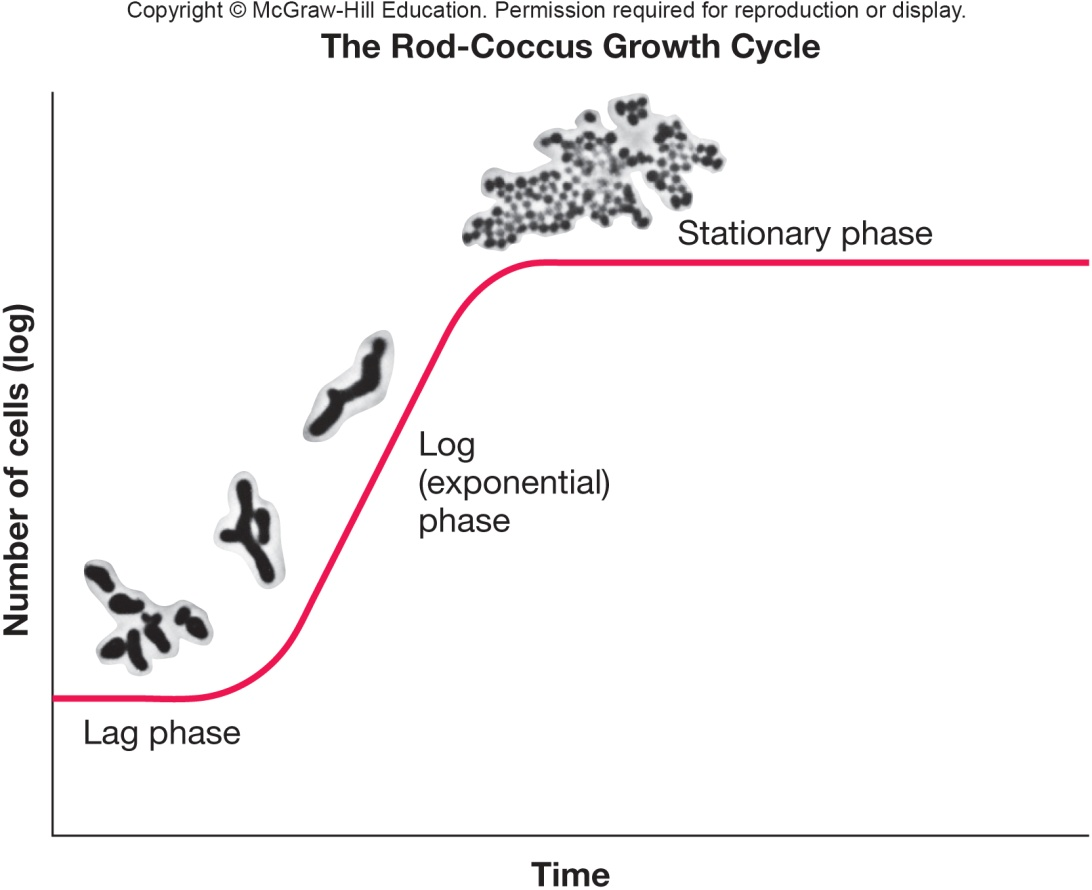 Copyright © McGraw-Hill Education. Permission required for reproduction or display.
The Rod-Coccus Growth Cycle
Number of cells (log)
Stationary phase
Log
(exponential)
phase
Lag phase
Time